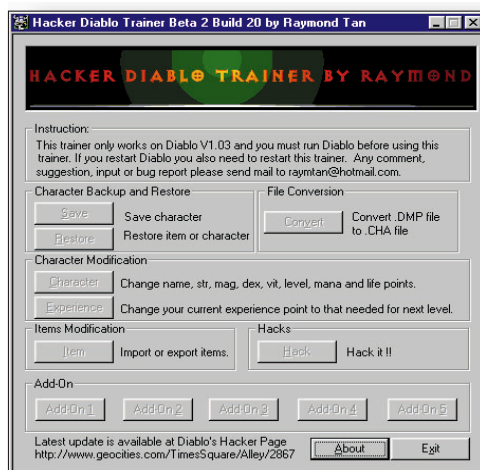 Hacker Diablo Trainer Beta 2 Build 20 by Raymond Tan
HACKER DIABLO TRAINER BY RAYMOND
Instruction:
This trainer only works on Diablo V1.03 and you must run Diablo before using this
trainer. If you restart Diablo you also need to restart this trainer. Any comment,
suggestion, input or bug report please send mail to raymtan@hotmail.com.
Character Backup and Restore
Save Save character
Restore Restore item or character
File Conversion
Convert Convert .DMP file
to .CHA file
Character Modification
Character Change name, str, mag, dex, vit, level, mana and life points.
Experience Change your current experience point to that needed for next level.
Items Modification
Item Import or export items.
Hacks
Hack Hack it !!
Add-On
Add-On 1 Add-On 2 Add-On 3 Add-On 4 Add-On 5
Latest update is available at Diablo's Hacker Page
http://www.geocities.com/TimesSquare/Alley/2867
About Exit